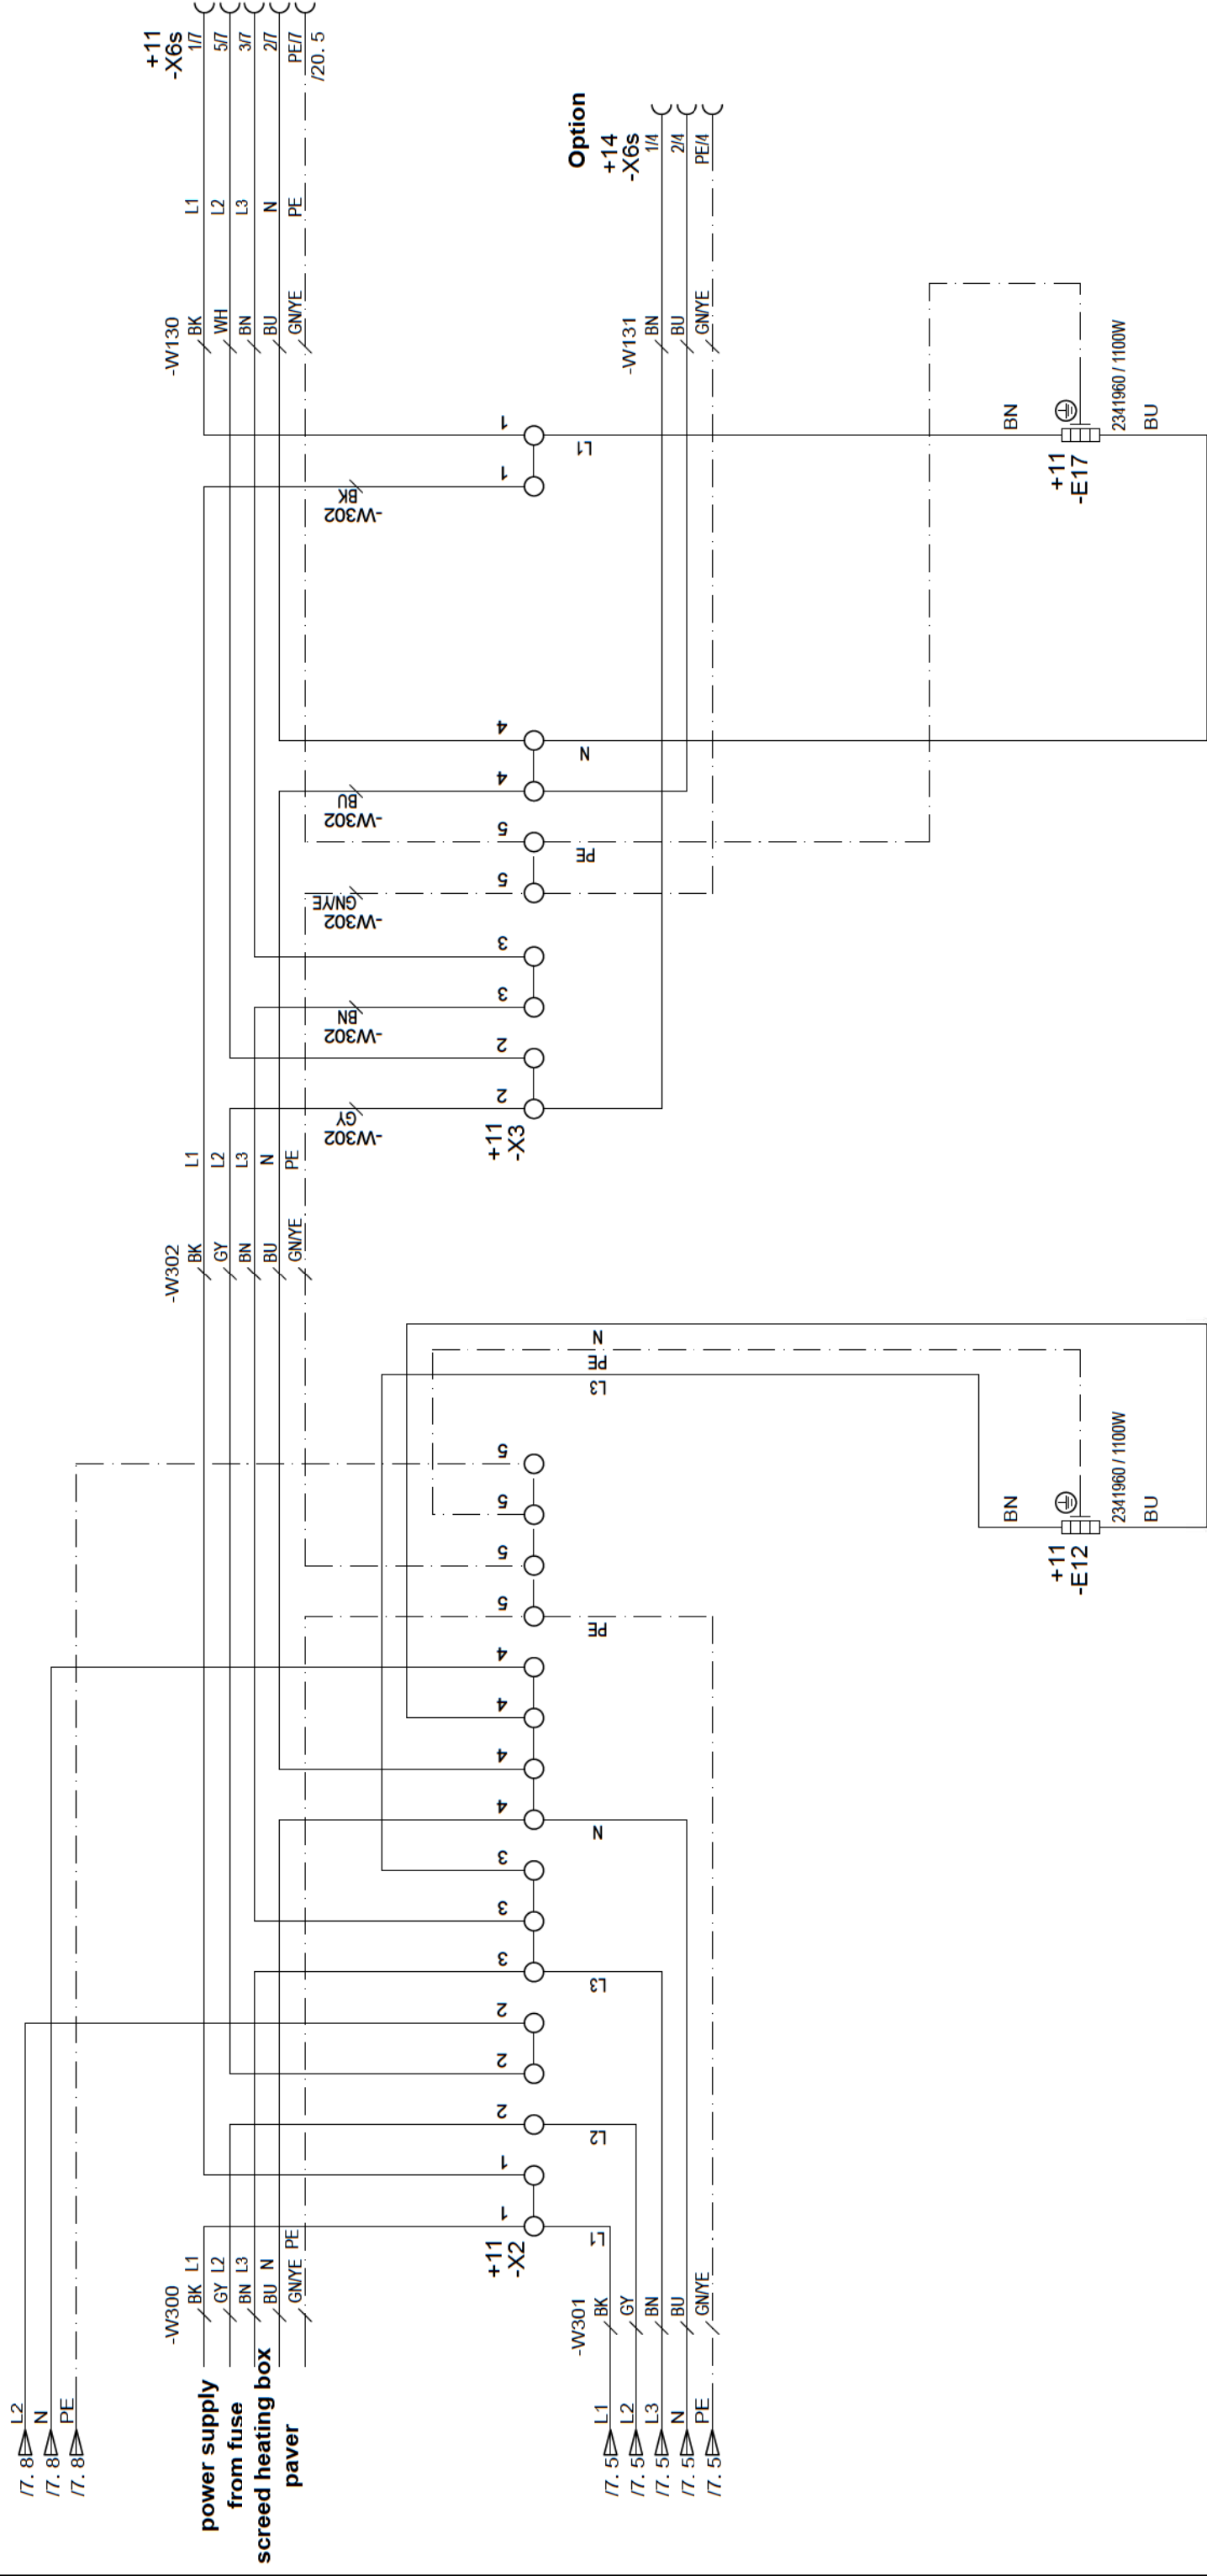 L2
/7. 8
N
/7. 8
PE
/7. 8
-W300
BK L1
GY L2
BN L3
BU N
GN/YE PE
power supply
from fuse
screed heating box
paver
-W302
BK
GY
BN
BU
GN/YE
L1
L2
L3
N
PE
-W130
BK
WH
BN
BU
GN/YE
L1
L2
L3
N
PE
+11
-X6s
1/7
5/7
3/7
2/7
PE/7
/20. 5
-W302
GY
-W302
BN
-W302
GN/YE
-W302
BU
-W302
BK
+11
-X2
1 1 2 2 2 3 3 3 4 4 4 4 5 5 5 5
L1
L2
L3
N
PE
L3
PE
N
+11
-X3
2 2 3 3 5 5 4 4 1 1
PE
N
L1
Option
+14
-X6s
1/4
2/4
PE/4
-W131
BN
BU
GN/YE
-W301
BK
GY
BN
BU
GN/YE
L1
/7. 5
L2
/7. 5
L3
/7. 5
N
/7. 5
PE
/7. 5
BN
+11
-E12
2341960 / 1100W
BU
BN
+11
-E17
2341960 / 1100W
BU